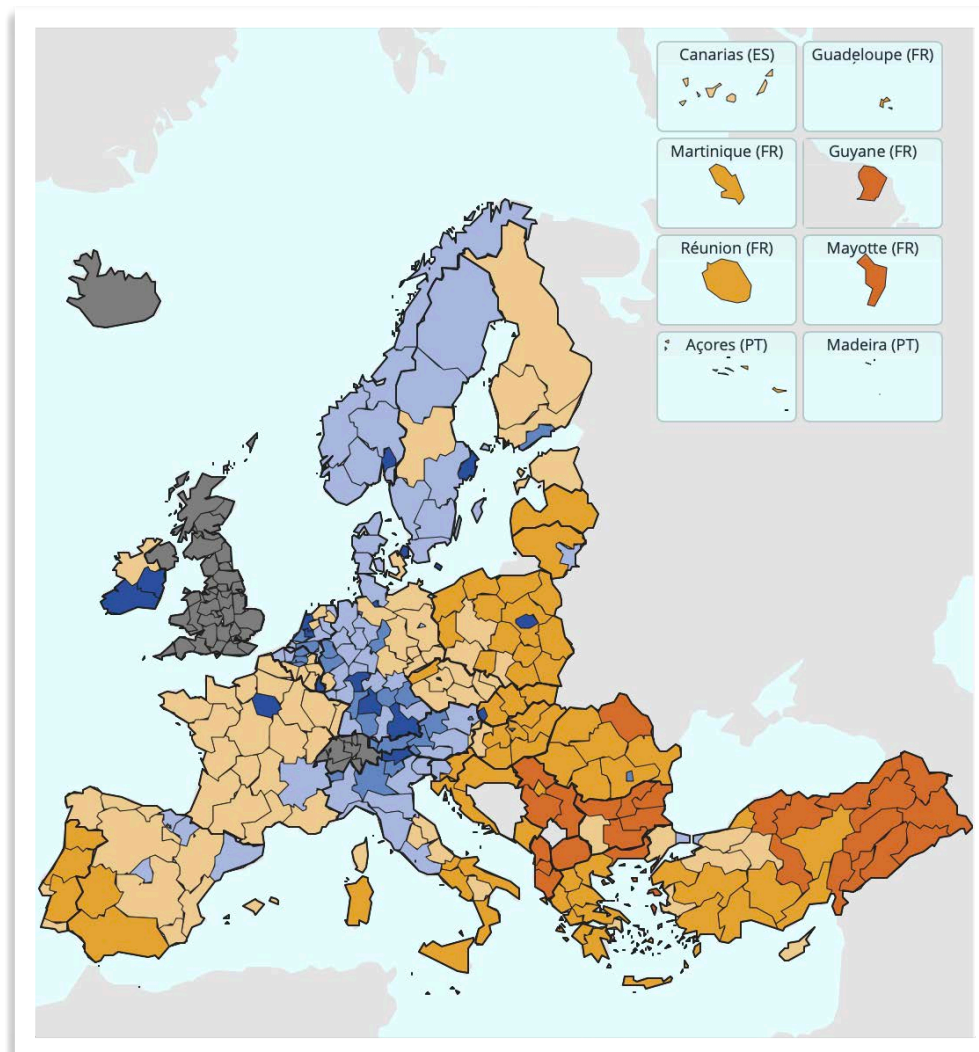 Canarias (ES)
Guadeloupe (FR)
Martinique (FR)
Guyane (FR)
Réunion (FR)
Mayotte (FR)
Açores (PT)
Madeira (PT)